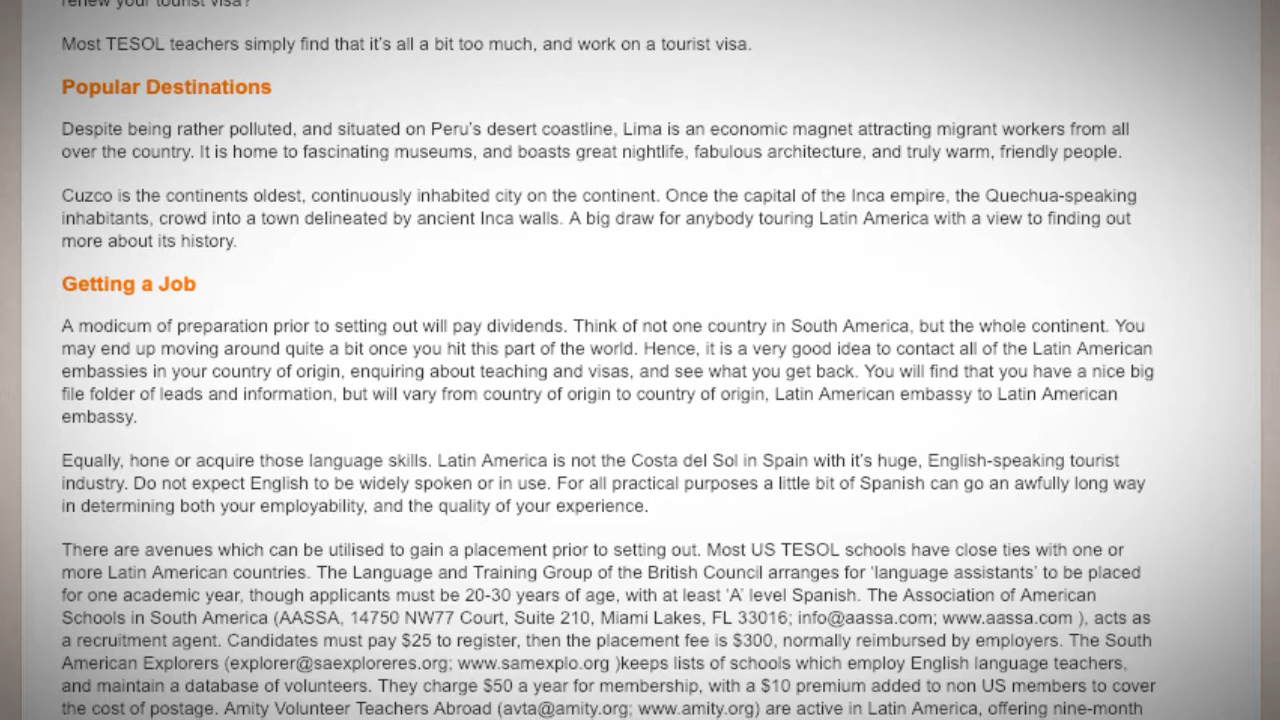 renew your tourist visa?
Most TESOL teachers simply find that it's all a bit too much, and work on a tourist visa.
Popular Destinations
Despite being rather polluted, and situated on Peru's desert coastline, Lima is an economic magnet attracting migrant workers from all
over the country. It is home to fascinating museums, and boasts great nightlife, fabulous architecture, and truly warm, friendly people.
Cuzco is the continents oldest, continuously inhabited city on the continent. Once the capital of the Inca empire, the Quechua-speaking
inhabitants, crowd into a town delineated by ancient Inca walls. A big draw for anybody touring Latin America with a view to finding out
more about its history.
Getting a Job
A modicum of preparation prior to setting out will pay dividends. Think of not one country in South America, but the whole continent. You
may end up moving around quite a bit once you hit this part of the world. Hence, it is a very good idea to contact all of the Latin American
embassies in your country of origin, enquiring about teaching and visas, and see what you get back. You will find that you have a nice big
file folder of leads and information, but will vary from country of origin to country of origin, Latin American embassy to Latin American
embassy.
Equally, hone or acquire those language skills. Latin America is not the Costa del Sol in Spain with it's huge, English-speaking tourist
industry. Do not expect English to be widely spoken or in use. For all practical purposes a little bit of Spanish can go an awfully long way
in determining both your employability, and the quality of your experience.
There are avenues which can be utilised to gain a placement prior to setting out. Most US TESOL schools have close ties with one or
more Latin American countries. The Language and Training Group of the British Council arranges for 'language assistants' to be placed
for one academic year, though applicants must be 20-30 years of age, with at least 'A' level Spanish. The Association of American
Schools in South America (AASSA, 14750 NW77 Court, Suite 210, Miami Lakes, FL 33016; info@aassa.com; www.aassa.com ), acts as
a recruitment agent. Candidates must pay $25 to register, then the placement fee is $300, normally reimbursed by employers. The South
American Explorers (explorer@saexploreres.org; www.samexplo.org )keeps lists of schools which employ English language teachers,
and maintain a database of volunteers. They charge $50 a year for membership, with a $10 premium added to non US members to cover
the cost of postage. Amity Volunteer Teachers Abroad (avta@amity.org; www.amity.org) are active in Latin America, offering nine-month